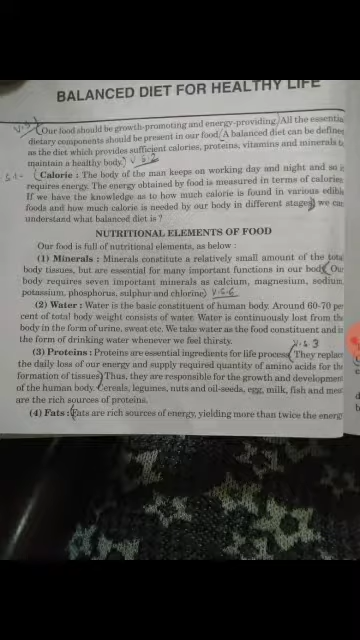 BALANCED DIET FOR HEALTHY LIFE
Our food should be growth-promoting and energy-providing. All the essentia
dietary components should be present in our food. A balanced diet can be define
as the diet which provides sufficient calories, proteins, vitamins and minerals to
maintain a healthy body.
Calorie : The body of the man keeps on working day and night and so it
requires energy. The energy obtained by food is measured in terms of calories
If we have the knowledge as to how much calorie is found in various edibl
foods and how much calorie is needed by our body in different stages, we can
understand what balanced diet is ?
NUTRITIONAL ELEMENTS OF FOOD
Our food is full of nutritional elements, as below :
(1) Minerals : Minerals constitute a relatively small amount of the total
body tissues, but are essential for many important functions in our body. Our
body requires seven important minerals as calcium, magnesium, sodium,
potassium, phosphorus, sulphur and chlorine.
(2) Water : Water is the basic constituent of human body. Around 60-70 per
cent of total body weight consists of water. Water is continuously lost from the
body in the form of urine, sweat etc. We take water as the food constituent and in
the form of drinking water whenever we feel thirsty.
V.S.3
(3) Proteins : Proteins are essential ingredients for life process. They replace
the daily loss of our energy and supply required quantity of amino acids for the
formation of tissues. Thus, they are responsible for the growth and development
of the human body. Cereals, legumes, nuts and oil-seeds, egg, milk, fish and meat
are the rich sources of proteins.
(4) Fats : Fats are rich sources of energy, yielding more than twice the energy